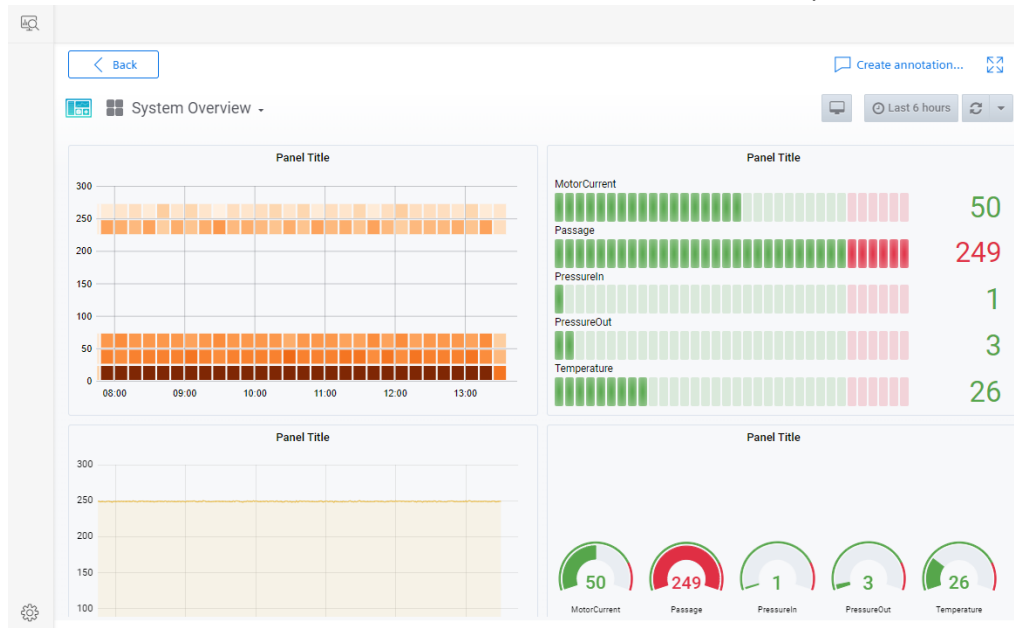 Back
Create annotation...
System Overview
Last 6 hours
Panel Title
300
250
200
150
100
50
0
08:00 09:00 10:00 11:00 12:00 13:00
Panel Title
MotorCurrent
50
Passage
249
PressureIn
1
PressureOut
3
Temperature
26
Panel Title
300
250
200
150
100
Panel Title
50 249 1 3 26
MotorCurrent Passage PressureIn PressureOut Temperature